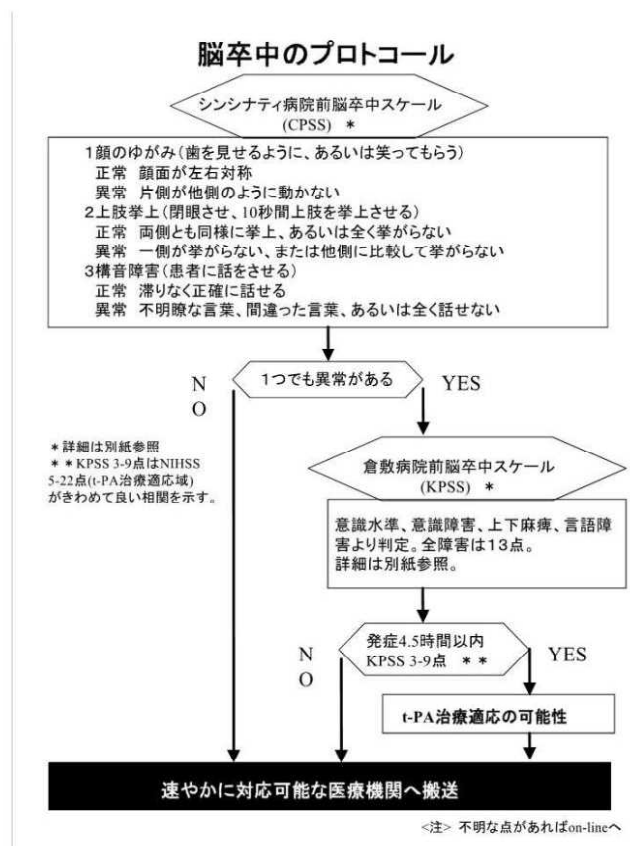 脳卒中のプロトコール
シンシナティ病院前脳卒中スケール
(CPSS) *
1顔のゆがみ(歯を見せるように、あるいは笑ってもらう)
正常 顔面が左右対称
異常 片側が他側のように動かない
2上肢挙上(閉眼させ、10秒間上肢を挙上させる)
正常 両側とも同様に挙上、あるいは全く挙がらない
異常 一側が挙がらない、または他側に比較して挙がらない
3構音障害(患者に話をさせる)
正常 滞りなく正確に話せる
異常 不明瞭な言葉、間違った言葉、あるいは全く話せない
1つでも異常がある
NO
YES
*詳細は別紙参照
**KPSS 3-9点はNIHSS
5-22点(t-PA治療適応域)
がきわめて良い相関を示す。
倉敷病院前脳卒中スケール
(KPSS) *
意識水準、意識障害、上下麻痺、言語障
害より判定。全障害は13点。
詳細は別紙参照。
発症4.5時間以内
KPSS 3-9点 **
NO
YES
t-PA治療適応の可能性
速やかに対応可能な医療機関へ搬送
<注> 不明な点があればon-lineへ